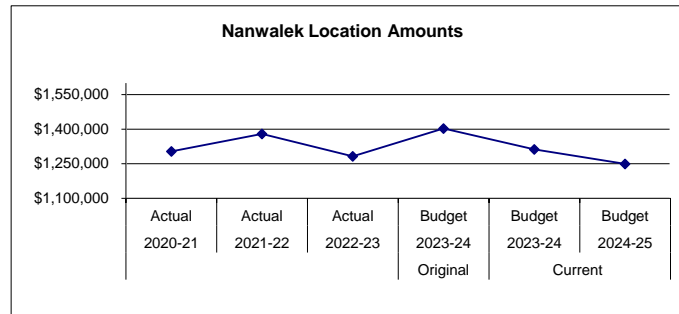 Nanwalek Location Amounts
$1,550,000
$1,400,000
$1,250,000
$1,100,000
Actual Actual Actual Budget Budget Budget
2020-21 2021-22 2022-23 2023-24 2023-24 2024-25
Original Current